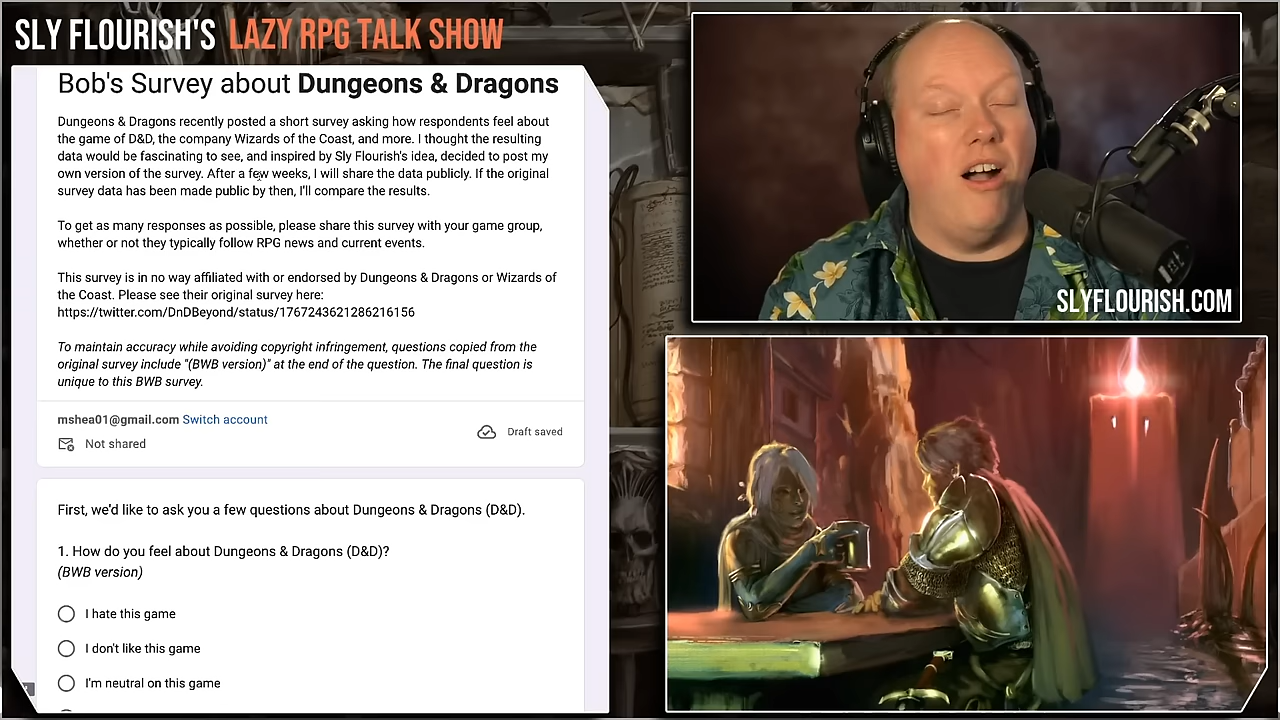 SLY FLOURISH'S LAZY RPG TALK SHOW
Bob's Survey about Dungeons & Dragons
Dungeons & Dragons recently posted a short survey asking how respondents feel about
the game of D&D, the company Wizards of the Coast, and more. I thought the resulting
data would be fascinating to see, and inspired by Sly Flourish's idea, decided to post my
own version of the survey. After a few weeks, I will share the data publicly. If the original
survey data has been made public by then, I'll compare the results.
To get as many responses as possible, please share this survey with your game group,
whether or not they typically follow RPG news and current events.
This survey is in no way affiliated with or endorsed by Dungeons & Dragons or Wizards of
the Coast. Please see their original survey here:
https://twitter.com/DnDBeyond/status/1767243621286216156
To maintain accuracy while avoiding copyright infringement, questions copied from the
original survey include "(BWB version)" at the end of the question. The final question is
unique to this BWB survey.
mshea01@gmail.com Switch account
Not shared
Draft saved
First, we'd like to ask you a few questions about Dungeons & Dragons (D&D).
1. How do you feel about Dungeons & Dragons (D&D)?
(BWB version)
I hate this game
I don't like this game
I'm neutral on this game
SLYFLOURISH.COM